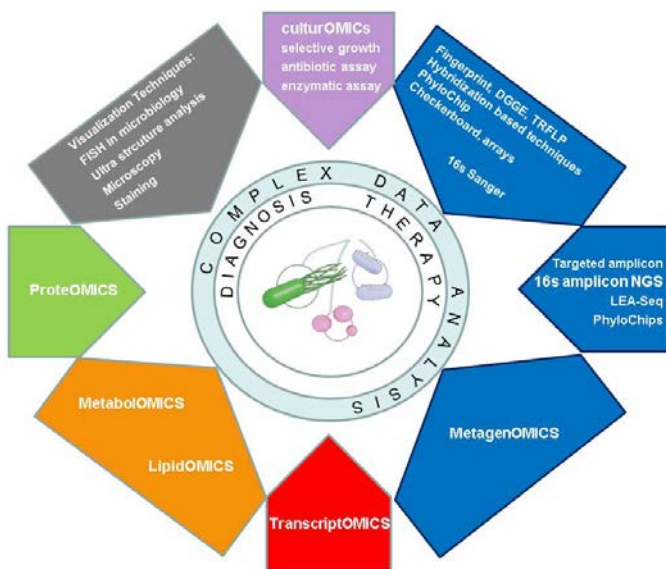 culturOMICs
selective growth
antibiotic assay
enzymatic assay
Fingerprint, DGGE, TRFLP
Hybridization based techniques
PhyloChip
Checkerboard, arrays
16s Sanger
Targeted amplicon
16s amplicon NGS
LEA-Seq
PhyloChips
MetagenOMICS
TranscriptOMICS
MetabolOMICS
LipidOMICS
ProteOMICS
Visualization Techniques:
FISH in microbiology
Ultra strcuture analysis
Microscopy
Staining
COMPLEX DATA ANALYSIS
DIAGNOSIS THERAPY